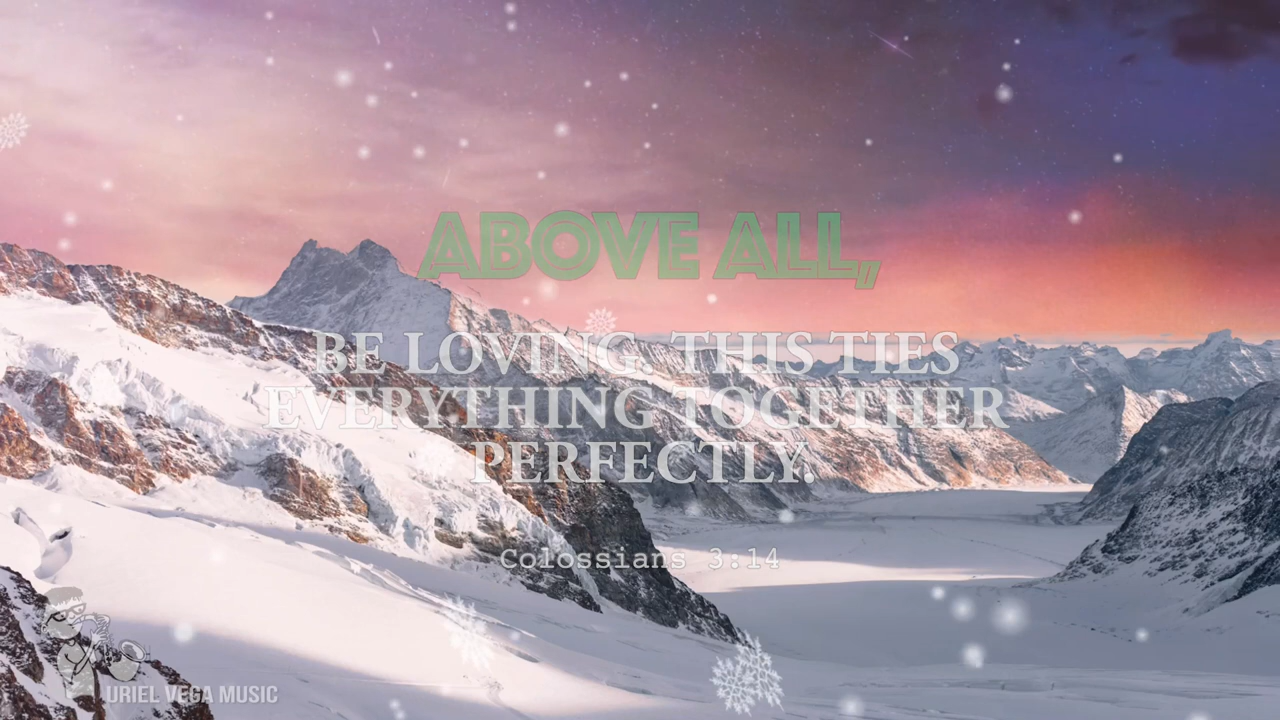 ABOVE ALL,
BE LOVING. THIS TIES
EVERYTHING TOGETHER
PERFECTLY.
Colossians 3:14
URIEL VEGA MUSIC